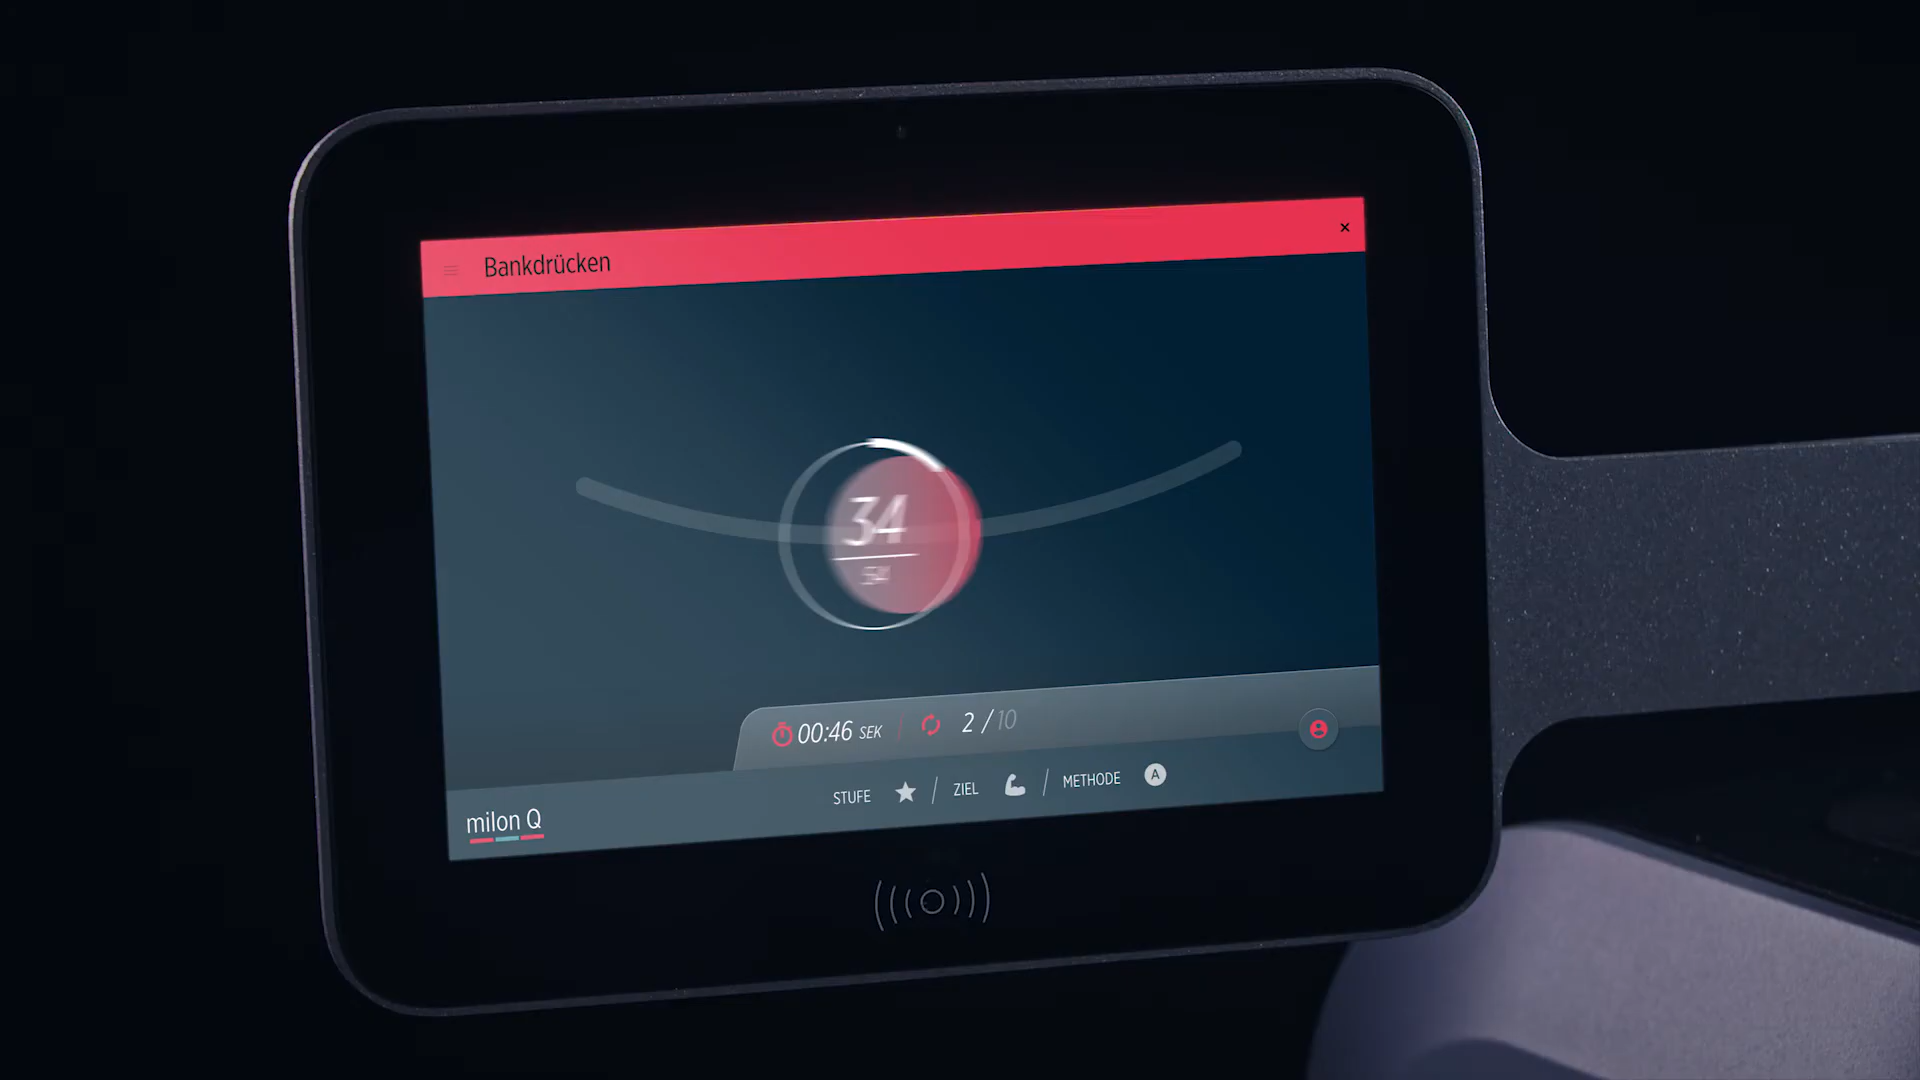 Bankdrücken
34
00:46 SEK
2 / 10
STUFE / ZIEL / METHODE A
milon Q